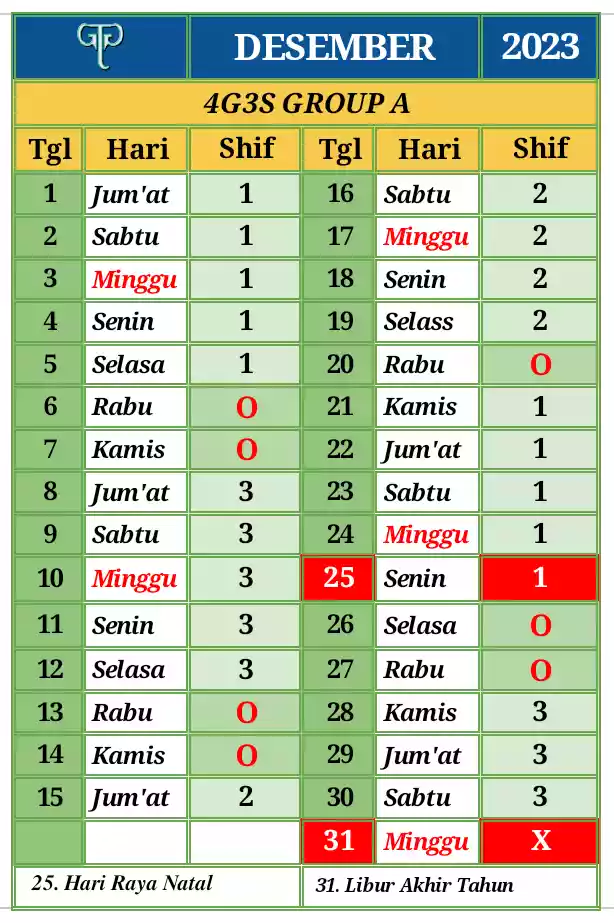 GTG DESEMBER 2023
4G3S GROUP A
Tgl Hari Shif Tgl Hari Shif
1 Jum'at 1 16 Sabtu 2
2 Sabtu 1 17 Minggu 2
3 Minggu 1 18 Senin 2
4 Senin 1 19 Selass 2
5 Selasa 1 20 Rabu O
6 Rabu O 21 Kamis 1
7 Kamis O 22 Jum'at 1
8 Jum'at 3 23 Sabtu 1
9 Sabtu 3 24 Minggu 1
10 Minggu 3 25 Senin 1
11 Senin 3 26 Selasa O
12 Selasa 3 27 Rabu O
13 Rabu O 28 Kamis 3
14 Kamis O 29 Jum'at 3
15 Jum'at 2 30 Sabtu 3
31 Minggu X
25. Hari Raya Natal 31. Libur Akhir Tahun